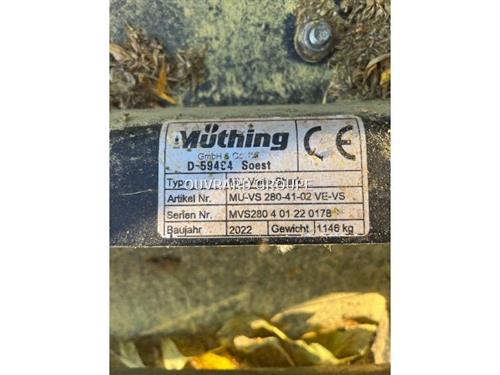 Müthing
GmbH & Co. KG
D-59494 Soest
CE
Typ
OUVRARD GROUPE
Artikel Nr. MU-VS 280-41-02 VE-VS
Serien Nr. MVS280 4 01 22 0178
Baujahr 2022 Gewicht 1146 kg